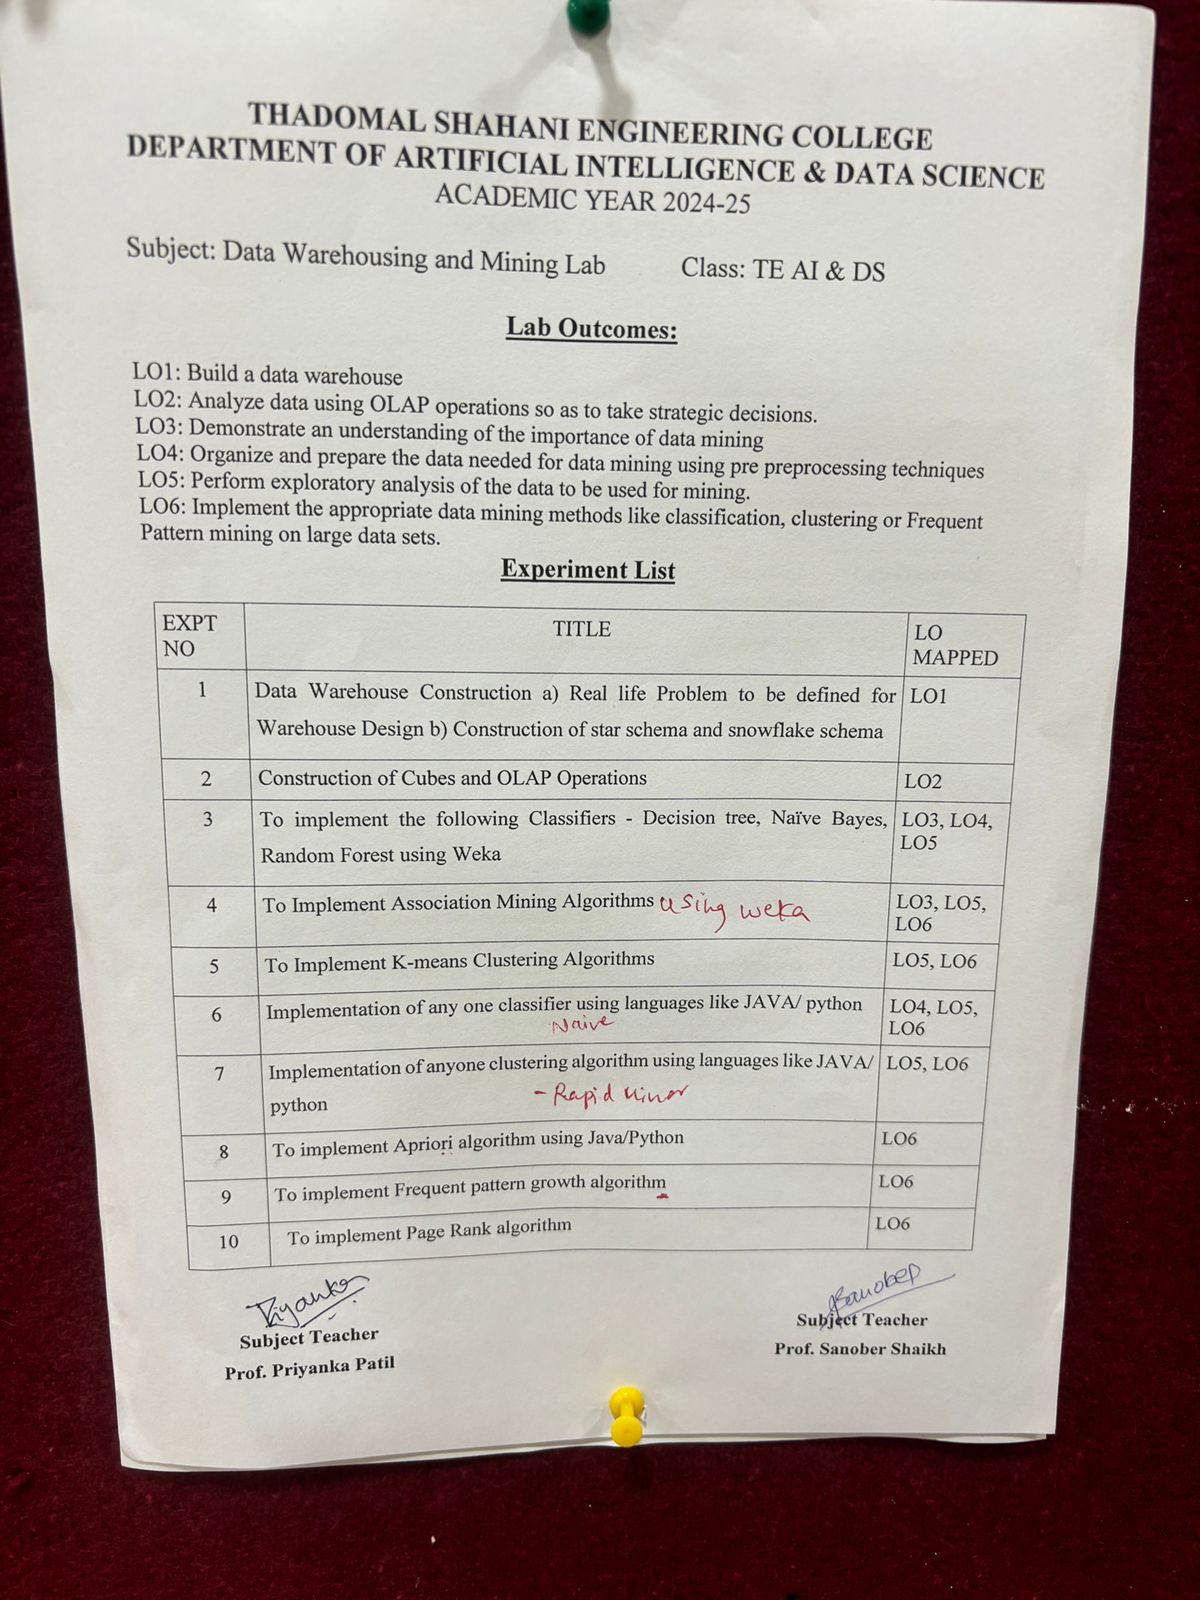 THADOMAL SHAHANI ENGINEERING COLLEGE
DEPARTMENT OF ARTIFICIAL INTELLIGENCE & DATA SCIENCE
ACADEMIC YEAR 2024-25
Subject: Data Warehousing and Mining Lab Class: TE AI & DS
Lab Outcomes:
LO1: Build a data warehouse
LO2: Analyze data using OLAP operations so as to take strategic decisions.
LO3: Demonstrate an understanding of the importance of data mining
LO4: Organize and prepare the data needed for data mining using pre preprocessing techniques
LO5: Perform exploratory analysis of the data to be used for mining.
LO6: Implement the appropriate data mining methods like classification, clustering or Frequent
Pattern mining on large data sets.
Experiment List
EXPT
NO
TITLE
LO
MAPPED
1
Data Warehouse Construction a) Real life Problem to be defined for
Warehouse Design b) Construction of star schema and snowflake schema
LO1
2
Construction of Cubes and OLAP Operations
LO2
3
To implement the following Classifiers - Decision tree, Naïve Bayes,
Random Forest using Weka
LO3, LO4,
LO5
4
To Implement Association Mining Algorithms using weka
LO3, LO5,
LO6
5
To Implement K-means Clustering Algorithms
LO5, LO6
6
Implementation of any one classifier using languages like JAVA/ python
Naive
LO4, LO5,
LO6
7
Implementation of anyone clustering algorithm using languages like JAVA/
python - Rapid Miner
LO5, LO6
8
To implement Apriori algorithm using Java/Python
LO6
9
To implement Frequent pattern growth algorithm
LO6
10
To implement Page Rank algorithm
LO6
Priyanka
Subject Teacher
Prof. Priyanka Patil
Sanober
Subject Teacher
Prof. Sanober Shaikh